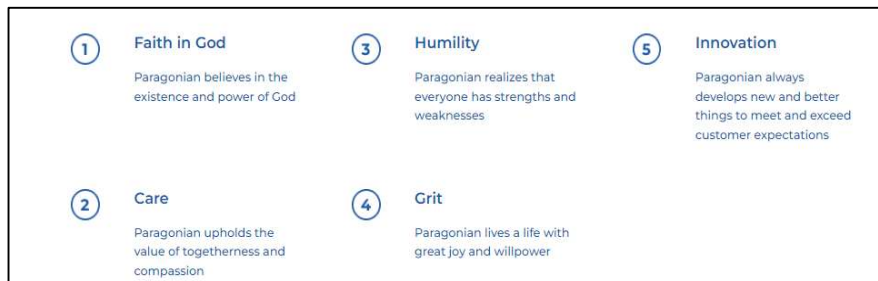 1
Faith in God
Paragonian believes in the
existence and power of God
2
Care
Paragonian upholds the
value of togetherness and
compassion
3
Humility
Paragonian realizes that
everyone has strengths and
weaknesses
4
Grit
Paragonian lives a life with
great joy and willpower
5
Innovation
Paragonian always
develops new and better
things to meet and exceed
customer expectations